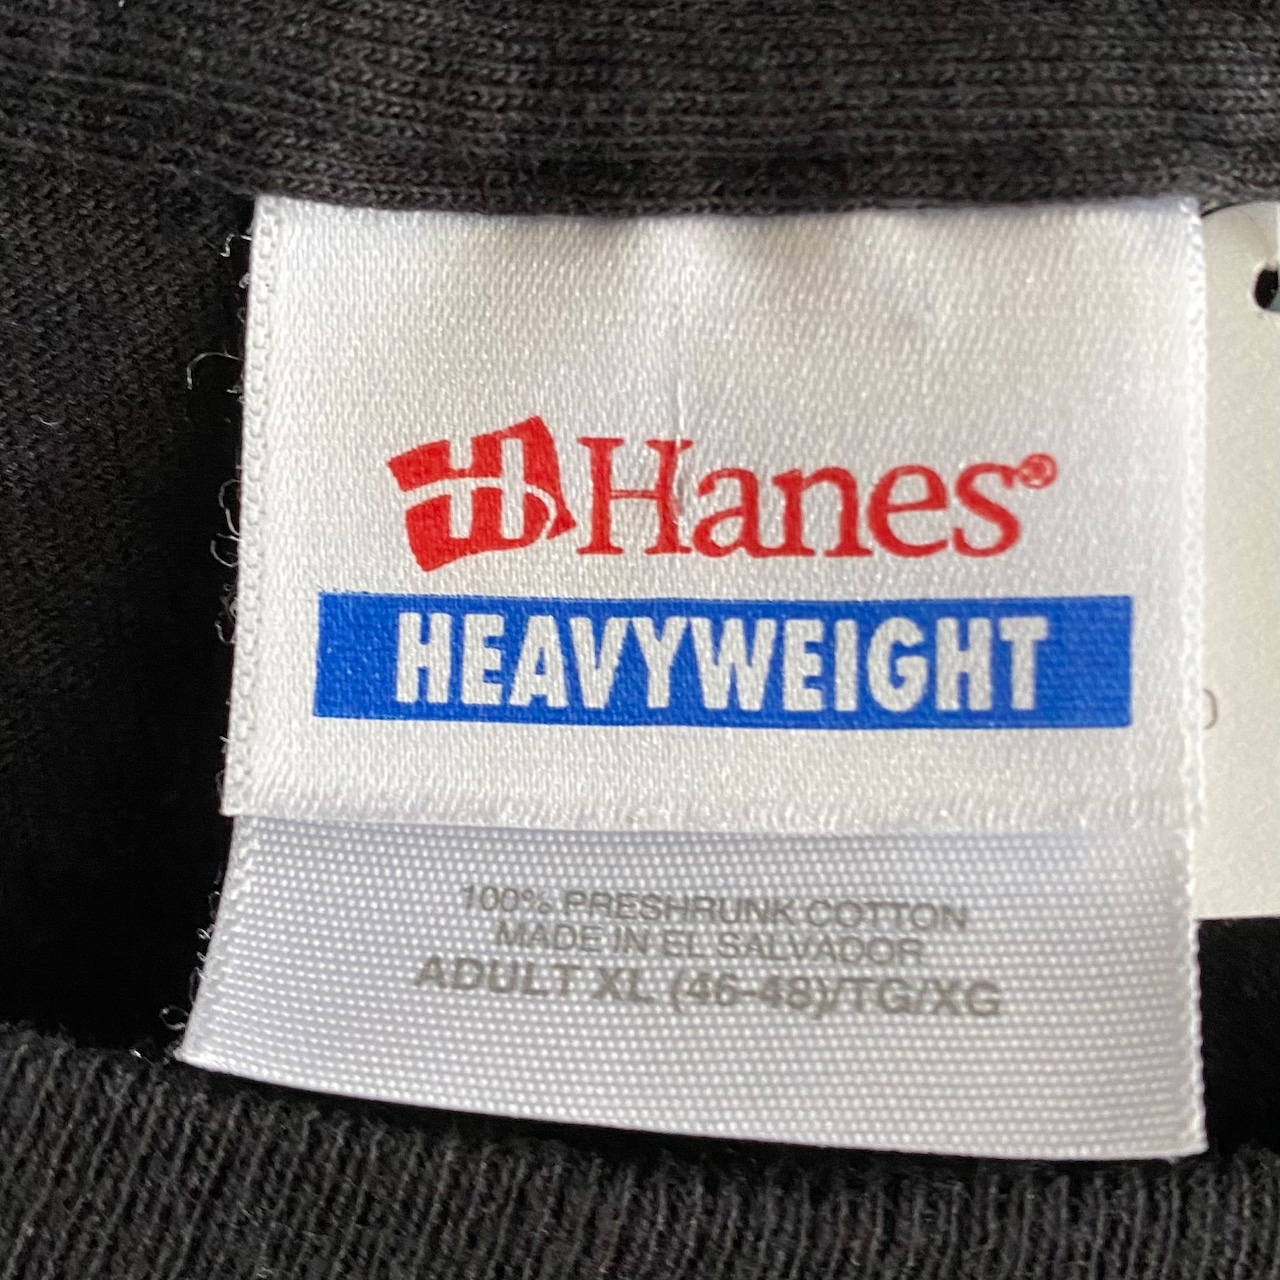 Hanes®
HEAVYWEIGHT
100% PRESHRUNK COTTON
MADE IN EL SALVADOR
ADULT XL (46-48)/TG/XG